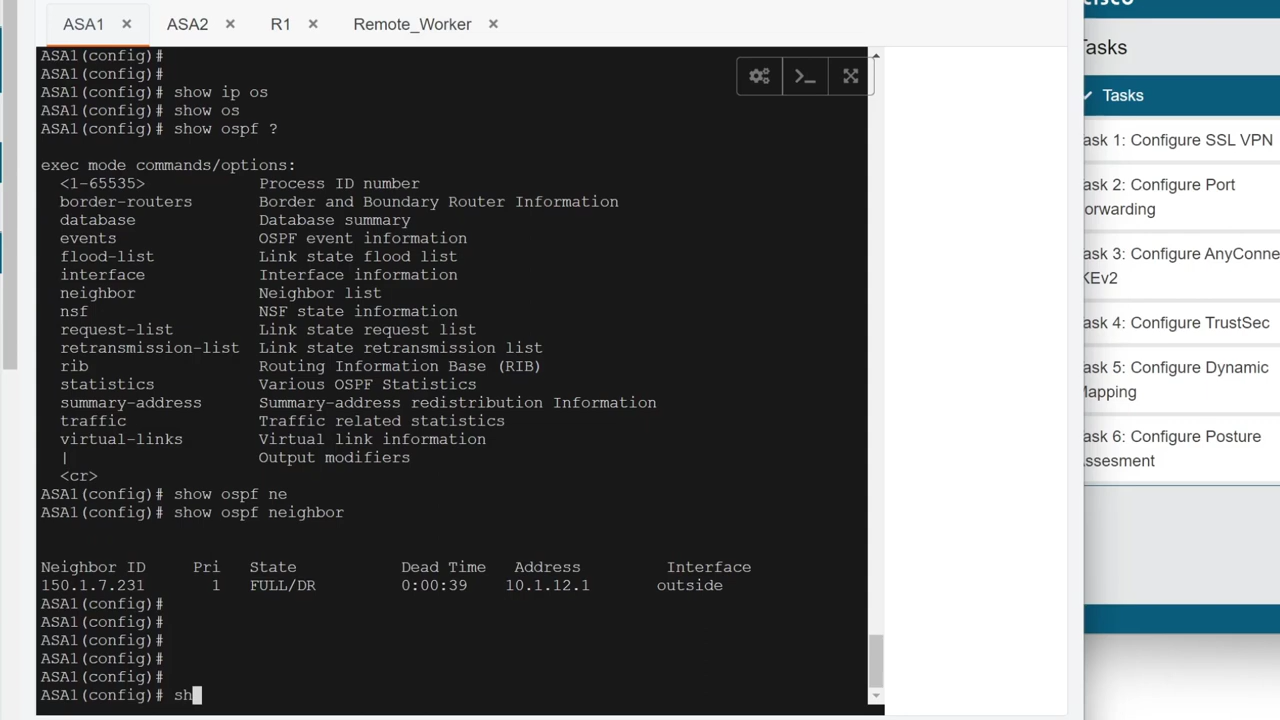 ASA1 ×
ASA2 ×
R1 ×
Remote_Worker ×
ASA1(config)#
ASA1(config)#
ASA1(config)# show ip os
ASA1(config)# show os
ASA1(config)# show ospf ?
exec mode commands/options:
<1-65535> Process ID number
border-routers Border and Boundary Router Information
database Database summary
events OSPF event information
flood-list Link state flood list
interface Interface information
neighbor Neighbor list
nsf NSF state information
request-list Link state request list
retransmission-list Link state retransmission list
rib Routing Information Base (RIB)
statistics Various OSPF Statistics
summary-address Summary-address redistribution Information
traffic Traffic related statistics
virtual-links Virtual link information
| Output modifiers
<cr>
ASA1(config)# show ospf ne
ASA1(config)# show ospf neighbor
Neighbor ID Pri State Dead Time Address Interface
150.1.7.231 1 FULL/DR 0:00:39 10.1.12.1 outside
ASA1(config)#
ASA1(config)#
ASA1(config)#
ASA1(config)#
ASA1(config)#
ASA1(config)# sh
Tasks
Tasks
ask 1: Configure SSL VPN
ask 2: Configure Port
orwarding
ask 3: Configure AnyConne
KEv2
ask 4: Configure TrustSec
ask 5: Configure Dynamic
Mapping
ask 6: Configure Posture
Assesment